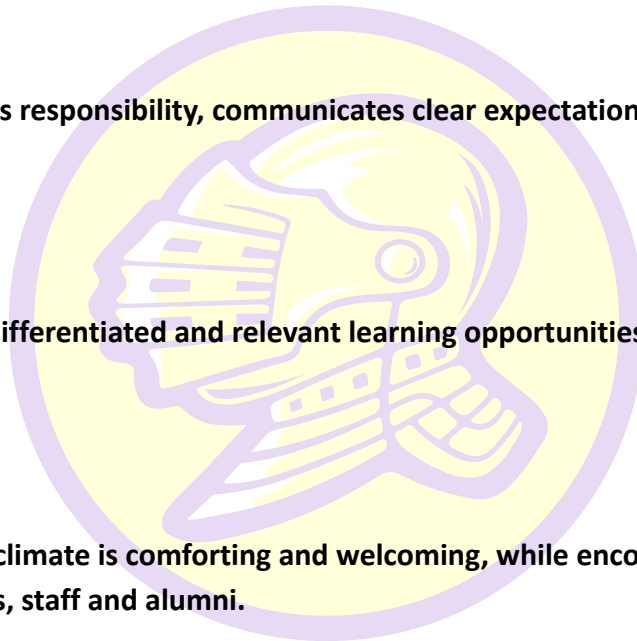 s responsibility, communicates clear expectation
ifferentiated and relevant learning opportunities
climate is comforting and welcoming, while enco
s, staff and alumni.